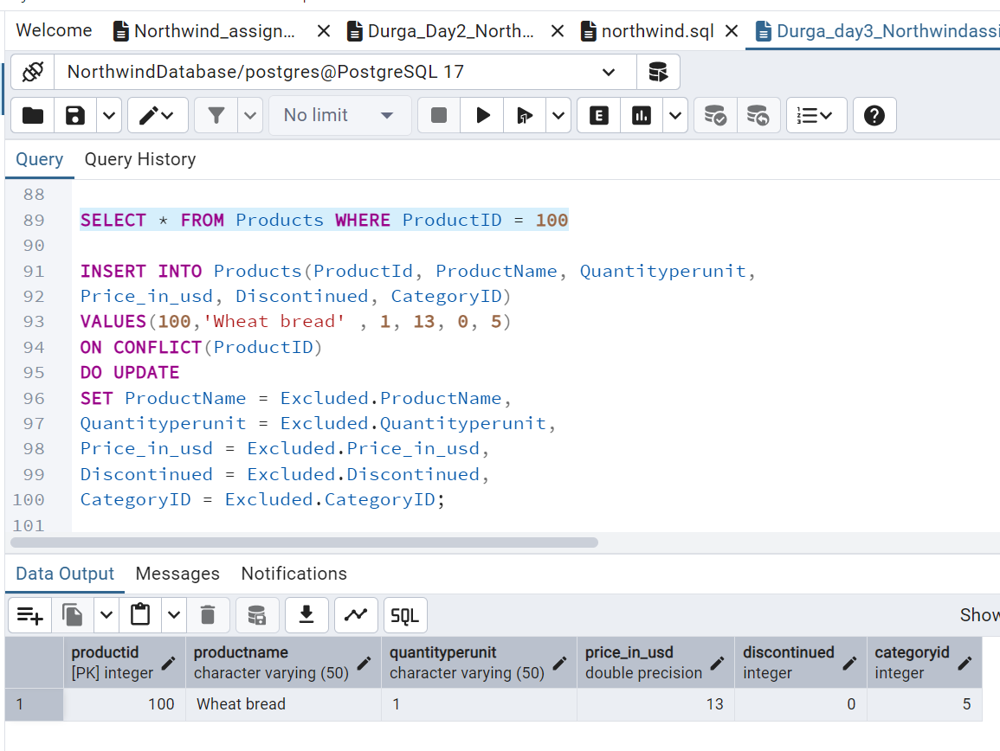 Welcome Northwind_assign... Durga_Day2_North... northwind.sql Durga_day3_Northwindassi
NorthwindDatabase/postgres@PostgreSQL 17
No limit E
Query Query History
88
89 SELECT * FROM Products WHERE ProductID = 100
90
91 INSERT INTO Products(ProductId, ProductName, Quantityperunit,
92 Price_in_usd, Discontinued, CategoryID)
93 VALUES(100,'Wheat bread' , 1, 13, 0, 5)
94 ON CONFLICT(ProductID)
95 DO UPDATE
96 SET ProductName = Excluded.ProductName,
97 Quantityperunit = Excluded.Quantityperunit,
98 Price_in_usd = Excluded.Price_in_usd,
99 Discontinued = Excluded.Discontinued,
100 CategoryID = Excluded.CategoryID;
101
Data Output Messages Notifications
SQL Show
productid productname quantityperunit price_in_usd discontinued categoryid
[PK] integer character varying (50) character varying (50) double precision integer integer
1 100 Wheat bread 1 13 0 5